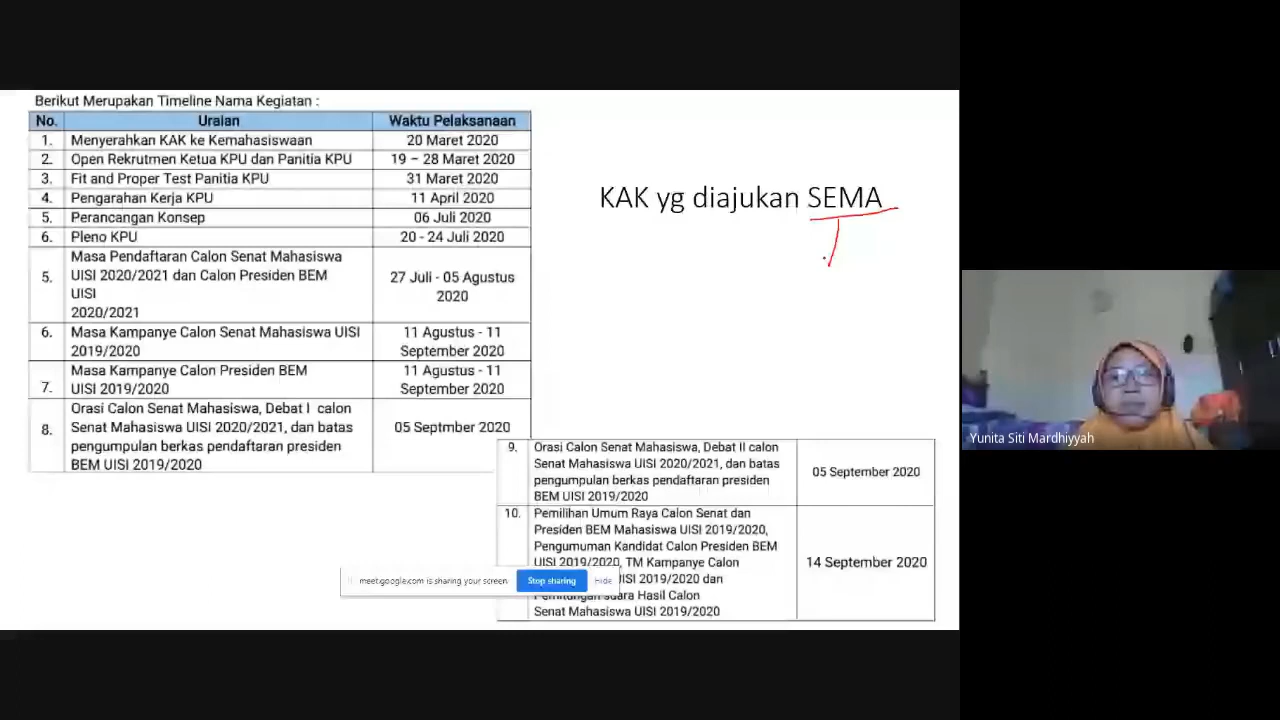 Berikut Merupakan Timeline Nama Kegiatan :
No. Uraian Waktu Pelaksanaan
1. Menyerahkan KAK ke Kemahasiswaan 20 Maret 2020
2. Open Rekrutmen Ketua KPU dan Panitia KPU 19 – 28 Maret 2020
3. Fit and Proper Test Panitia KPU 31 Maret 2020
4. Pengarahan Kerja KPU 11 April 2020
5. Perancangan Konsep 06 Juli 2020
6. Pleno KPU 20 - 24 Juli 2020
5. Masa Pendaftaran Calon Senat Mahasiswa
UISI 2020/2021 dan Calon Presiden BEM
UISI
2020/2021
27 Juli - 05 Agustus
2020
6. Masa Kampanye Calon Senat Mahasiswa UISI
2019/2020
11 Agustus - 11
September 2020
7. Masa Kampanye Calon Presiden BEM
UISI 2019/2020
11 Agustus - 11
September 2020
8. Orasi Calon Senat Mahasiswa, Debat I calon
Senat Mahasiswa UISI 2020/2021, dan batas
pengumpulan berkas pendaftaran presiden
BEM UISI 2019/2020
05 Septmber 2020
9. Orasi Calon Senat Mahasiswa, Debat II calon
Senat Mahasiswa UISI 2020/2021, dan batas
pengumpulan berkas pendaftaran presiden
BEM UISI 2019/2020
05 September 2020
10. Pemilihan Umum Raya Calon Senat dan
Presiden BEM Mahasiswa UISI 2019/2020,
Pengumuman Kandidat Calon Presiden BEM
UISI 2019/2020, TM Kampanye Calon
UISI 2019/2020 dan
suara Hasil Calon
Senat Mahasiswa UISI 2019/2020
14 September 2020
KAK yg diajukan SEMA
meet.google.com is sharing your screen Stop sharing Hide
Yunita Siti Mardhiyyah